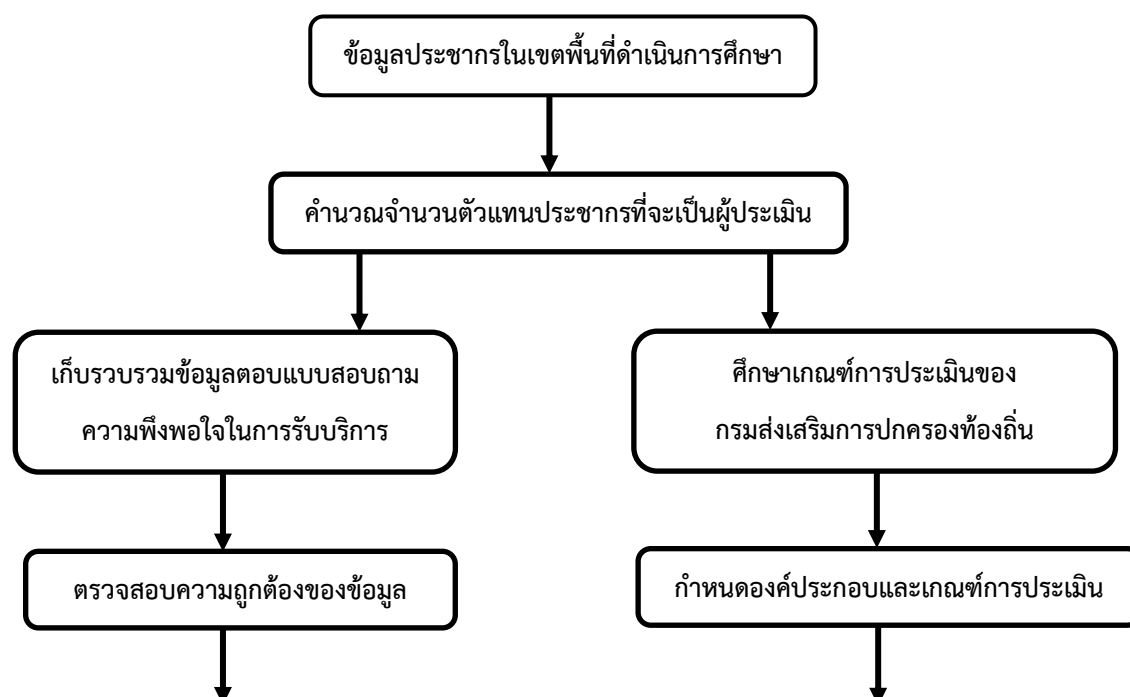 ข้อมูลประชากรในเขตพื้นที่ดำเนินการศึกษา
คำนวณจำนวนตัวแทนประชากรที่จะเป็นผู้ประเมิน
เก็บรวบรวมข้อมูลตอบแบบสอบถาม
ความพึงพอใจในการรับบริการ
ศึกษาเกณฑ์การประเมินของ
กรมส่งเสริมการปกครองท้องถิ่น
ตรวจสอบความถูกต้องของข้อมูล
กำหนดองค์ประกอบและเกณฑ์การประเมิน